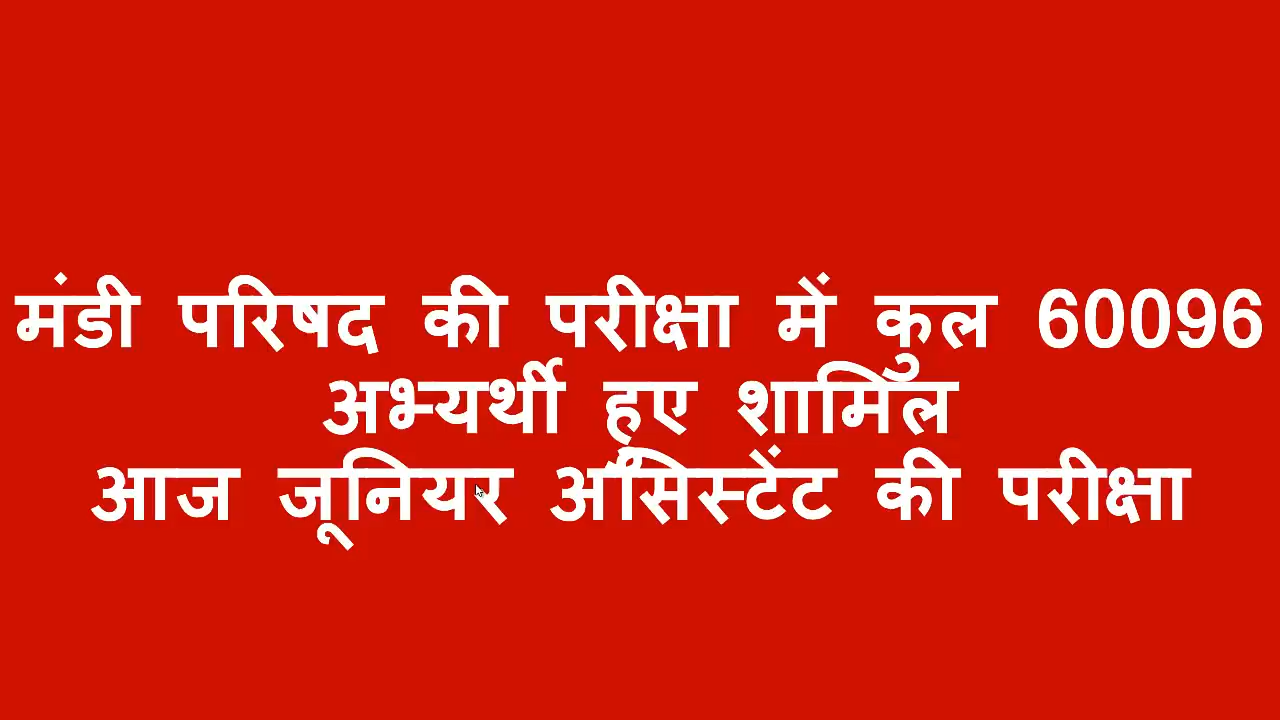 मंडी परिषद की परीक्षा में कुल 60096
अभ्यर्थी हुए शामिल
आज जूनियर असिस्टेंट की परीक्षा